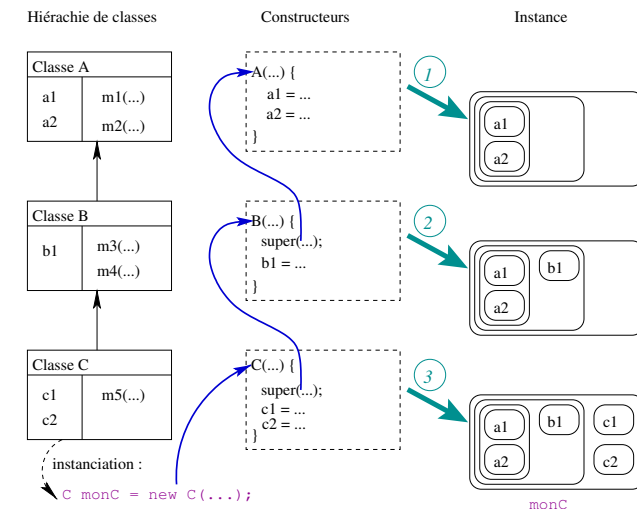 Hiérachie de classes
Constructeurs
Instance
Classe A
a1 m1(...)
a2 m2(...)
A(...) {
a1 = ...
a2 = ...
}
1
a1
a2
Classe B
b1 m3(...)
m4(...)
B(...) {
super(...);
b1 = ...
}
2
a1 b1
a2
Classe C
c1 m5(...)
c2
C(...) {
super(...);
c1 = ...
c2 = ...
}
3
a1 b1 c1
a2 c2
instanciation :
C monC = new C(...);
monC